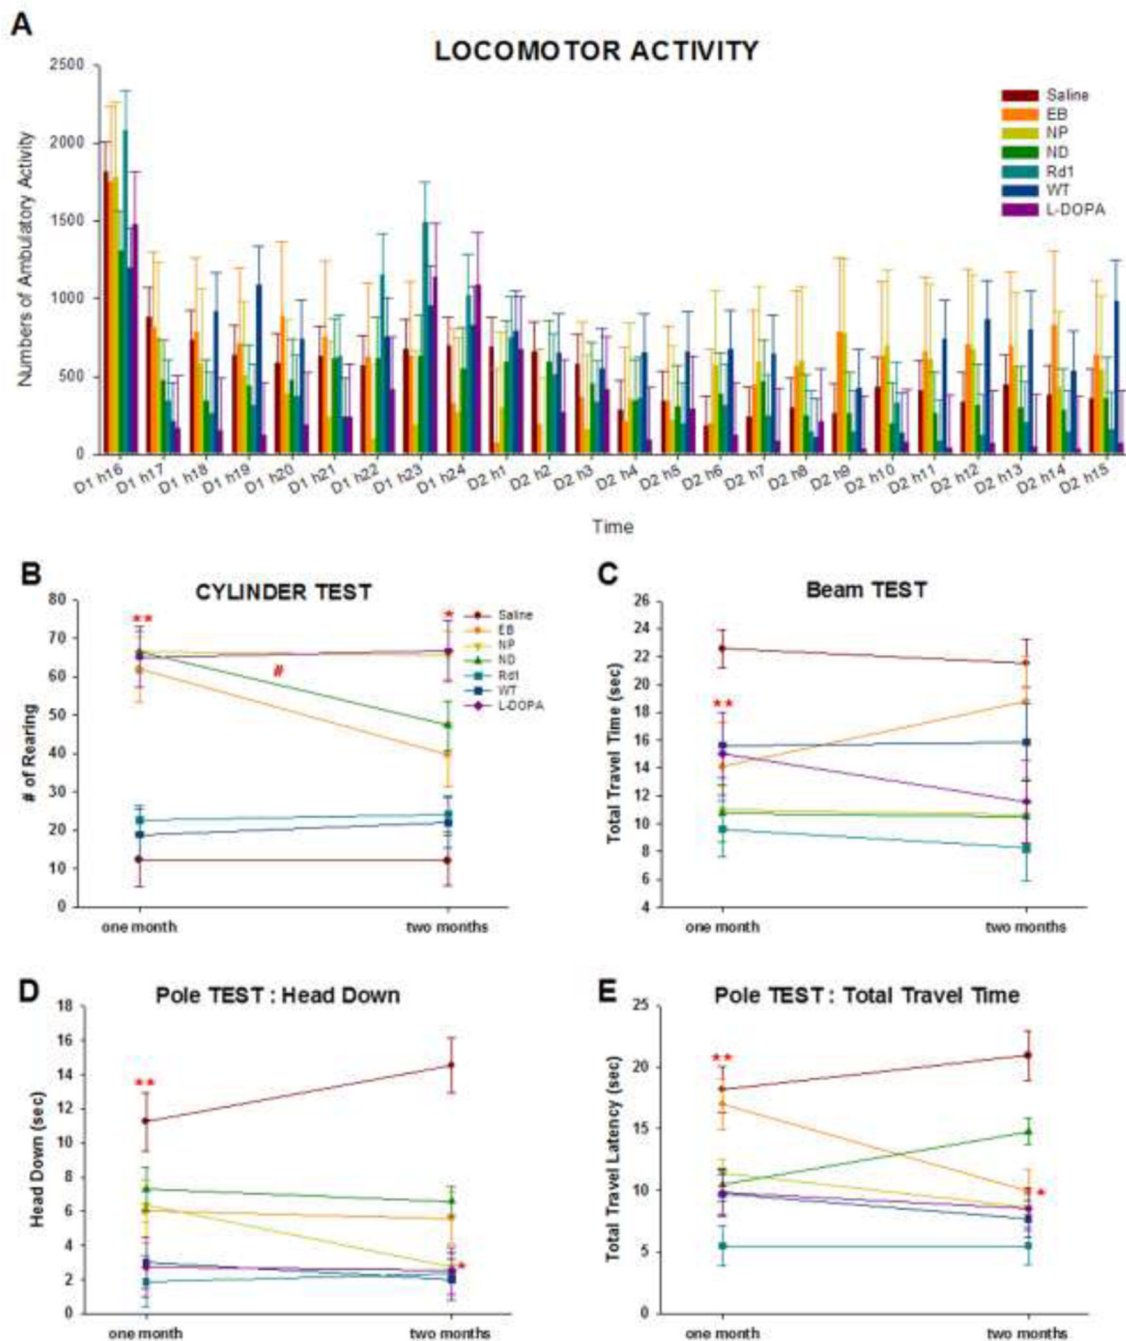 A
LOCOMOTOR ACTIVITY
2500
2000
1500
1000
500
0
Numbers of Ambulatory Activity
Saline
EB
NP
ND
Rd1
WT
L-DOPA
D1 h16 D1 h17 D1 h18 D1 h19 D1 h20 D1 h21 D1 h22 D1 h23 D1 h24 D2 h1 D2 h2 D2 h3 D2 h4 D2 h5 D2 h6 D2 h7 D2 h8 D2 h9 D2 h10 D2 h11 D2 h12 D2 h13 D2 h14 D2 h15
Time
B
CYLINDER TEST
80
70
60
50
40
30
20
10
0
# of Rearing
**
*
#
Saline
EB
NP
ND
Rd1
WT
L-DOPA
one month two months
C
Beam TEST
26
24
22
20
18
16
14
12
10
8
6
4
Total Travel Time (sec)
**
one month two months
D
Pole TEST : Head Down
18
16
14
12
10
8
6
4
2
0
Head Down (sec)
**
*
one month two months
E
Pole TEST : Total Travel Time
25
20
15
10
5
0
Total Travel Latency (sec)
**
*
one month two months